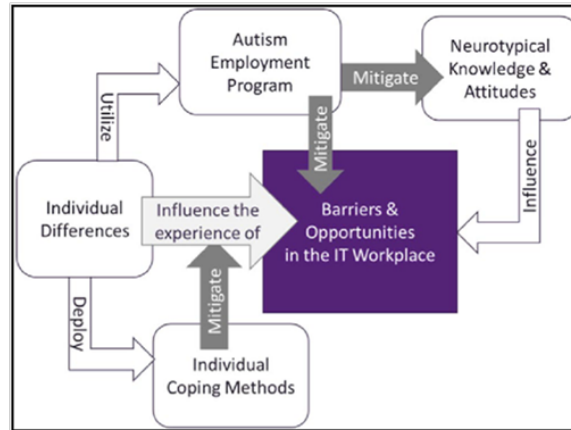 Autism
Employment
Program
Mitigate
Neurotypical
Knowledge &
Attitudes
Utilize
Mitigate
Influence
Individual
Differences
Influence the
experience of
Barriers &
Opportunities
in the IT Workplace
Deploy
Mitigate
Individual
Coping Methods